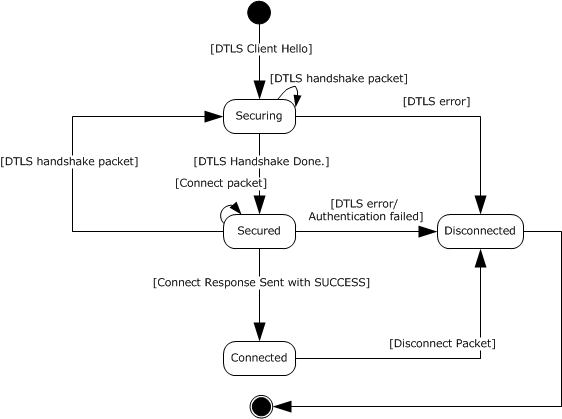 [DTLS Client Hello]
[DTLS handshake packet]
[DTLS error]
Securing
[DTLS handshake packet]
[DTLS Handshake Done.]
[Connect packet]
[DTLS error/
Authentication failed]
Secured
Disconnected
[Connect Response Sent with SUCCESS]
[Disconnect Packet]
Connected